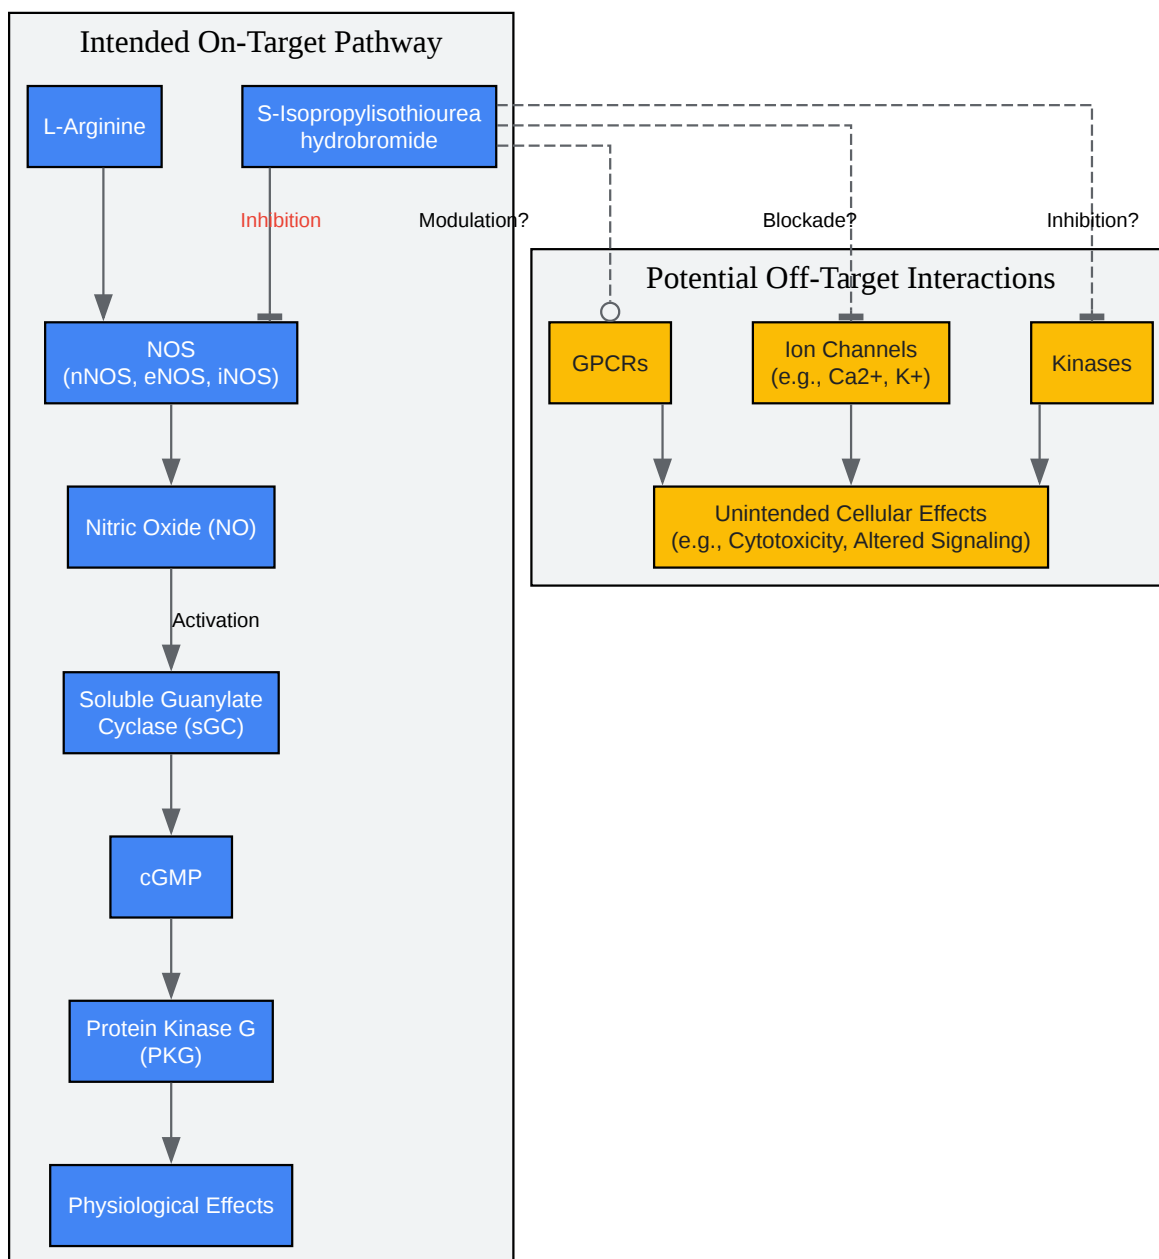 Intended On-Target Pathway
L-Arginine
S-Isopropylisothiourea
hydrobromide
Inhibition
Modulation?
Blockade?
Inhibition?
Potential Off-Target Interactions
NOS
(nNOS, eNOS, iNOS)
GPCRs
Ion Channels
(e.g., Ca2+, K+)
Kinases
Nitric Oxide (NO)
Unintended Cellular Effects
(e.g., Cytotoxicity, Altered Signaling)
Activation
Soluble Guanylate
Cyclase (sGC)
cGMP
Protein Kinase G
(PKG)
Physiological Effects